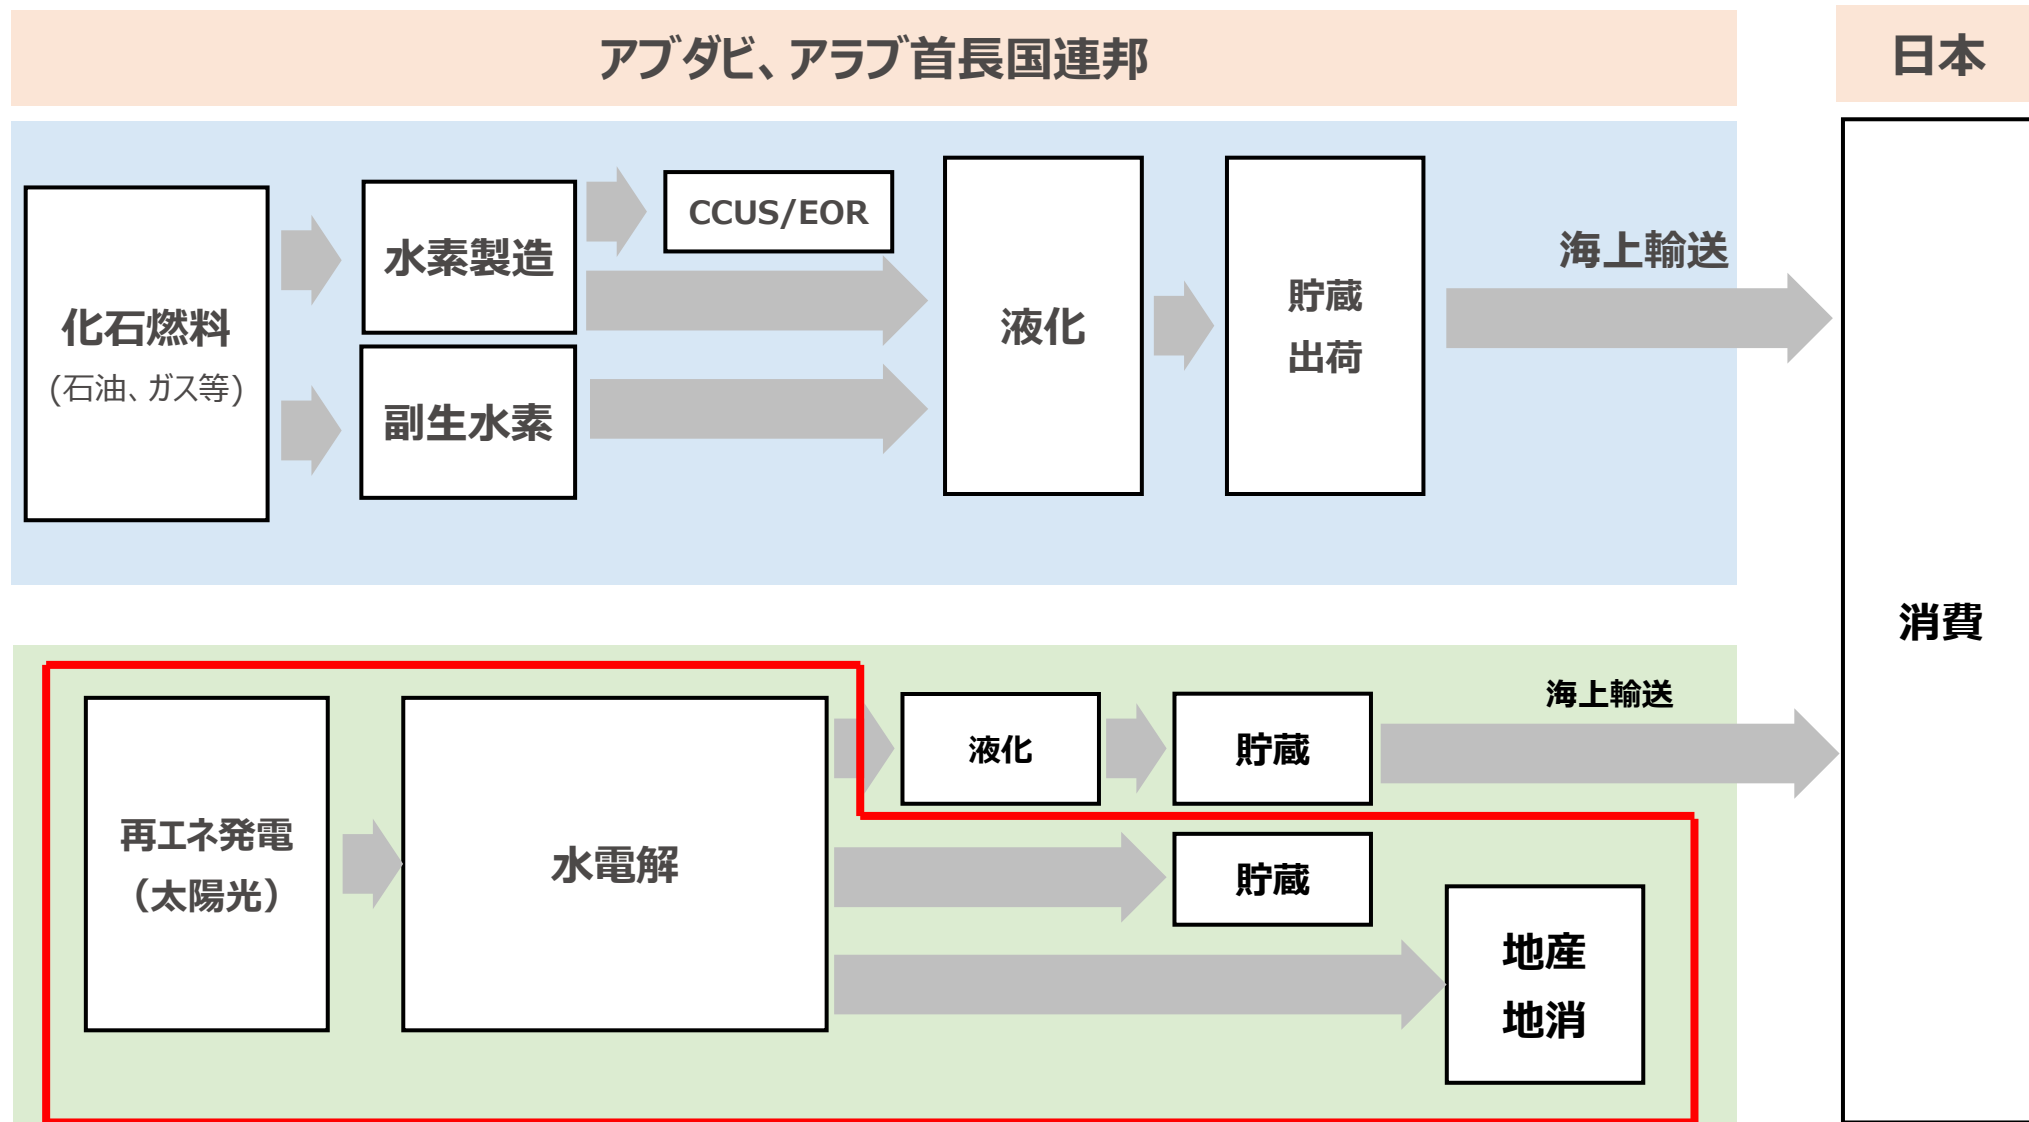 アブダビ、アラブ首長国連邦
日本
化石燃料
(石油、ガス等)
水素製造
副生水素
CCUS/EOR
液化
貯蔵
出荷
海上輸送
消費
再エネ発電
（太陽光）
水電解
液化
貯蔵
海上輸送
貯蔵
地産
地消